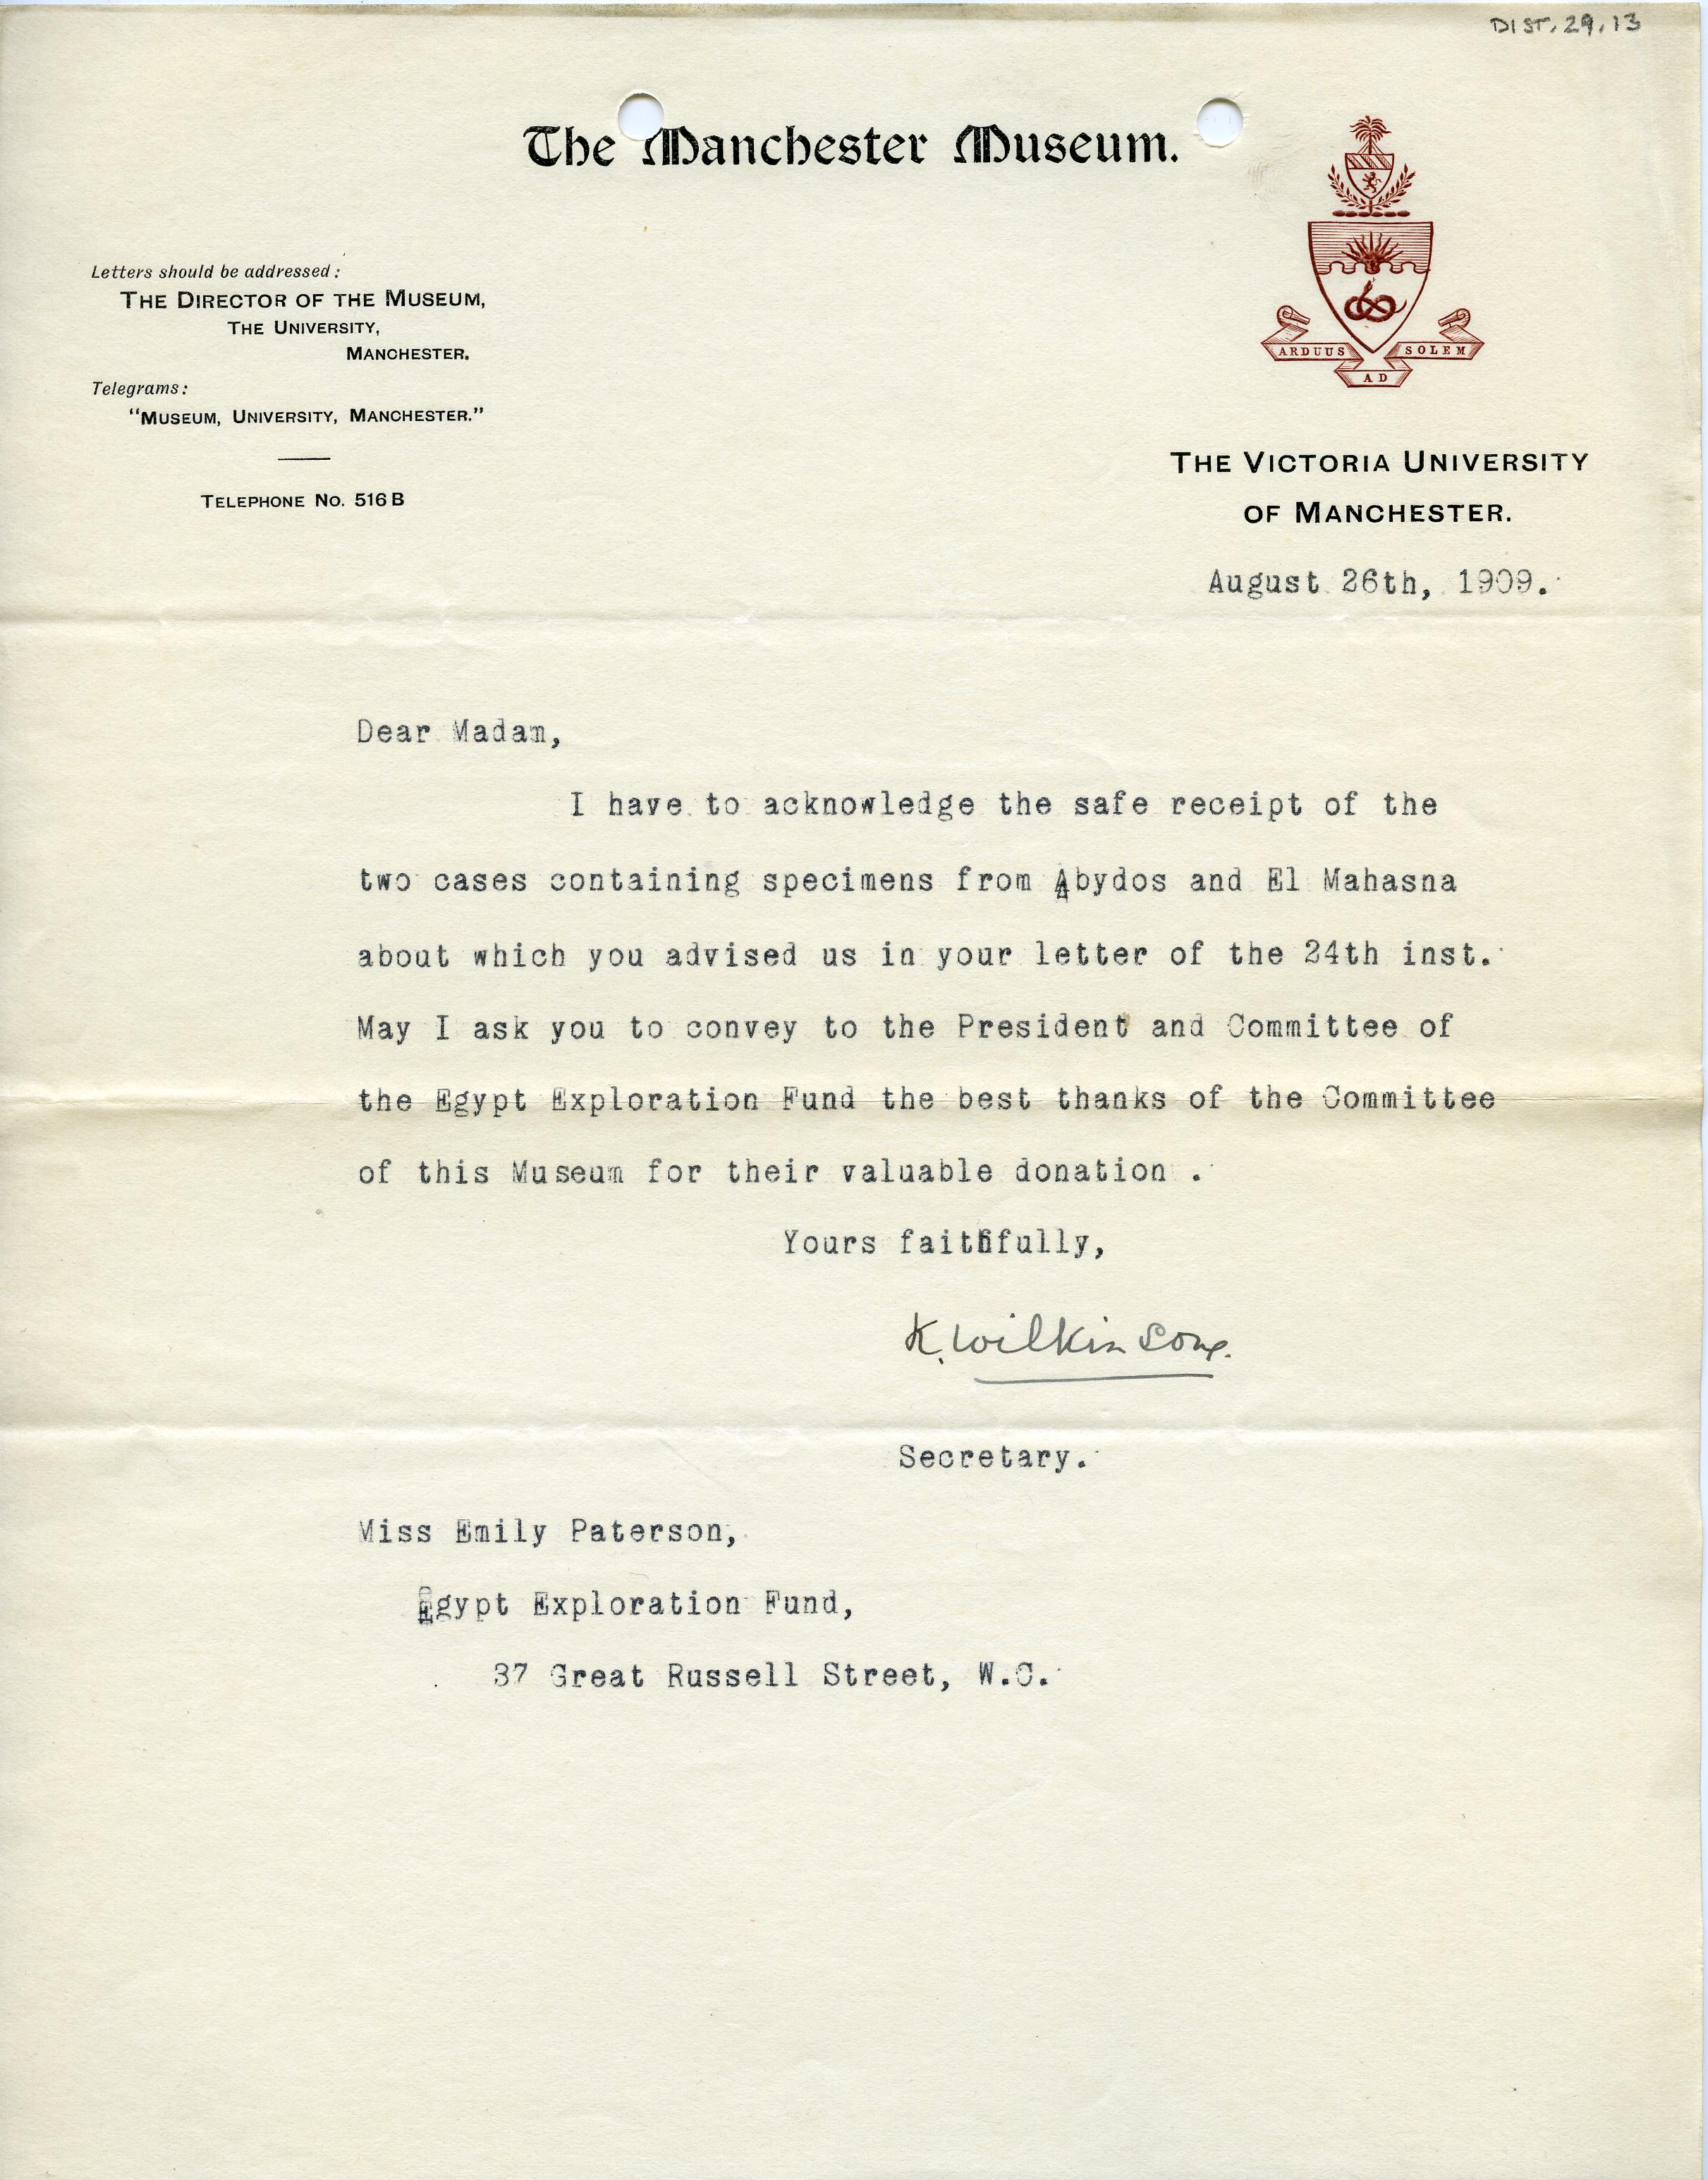 DIST. 29.13
The Manchester Museum.
Letters should be addressed:
THE DIRECTOR OF THE MUSEUM,
THE UNIVERSITY,
MANCHESTER.
Telegrams:
"MUSEUM, UNIVERSITY, MANCHESTER."
TELEPHONE NO. 516 B
ARDUUS AD SOLEM
THE VICTORIA UNIVERSITY
OF MANCHESTER.
August 26th, 1909.
Dear Madam,
I have to acknowledge the safe receipt of the
two cases containing specimens from Abydos and El Mahasna
about which you advised us in your letter of the 24th inst.
May I ask you to convey to the President and Committee of
the Egypt Exploration Fund the best thanks of the Committee
of this Museum for their valuable donation .
Yours faithfully,
K. Wilkinson.
Secretary.
Miss Emily Paterson,
Egypt Exploration Fund,
37 Great Russell Street, W.C.